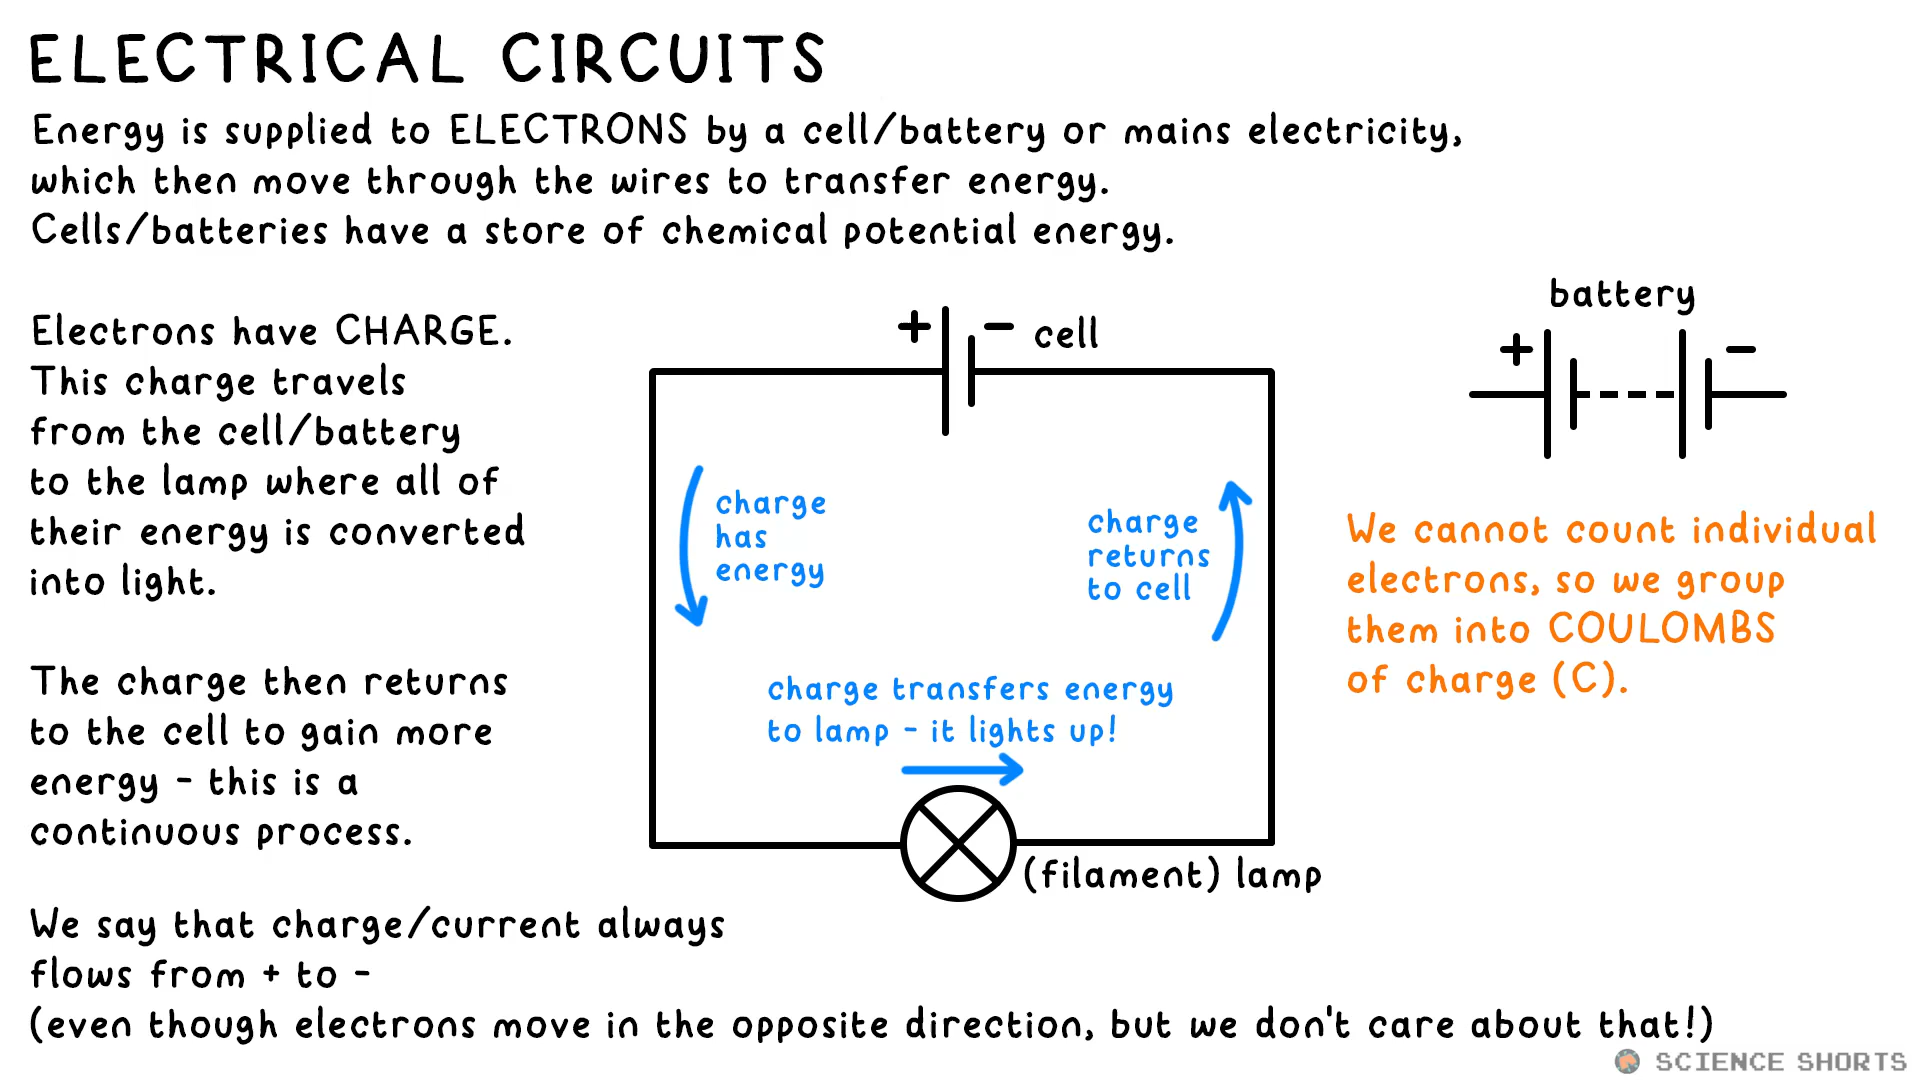 ELECTRICAL CIRCUITS
Energy is supplied to ELECTRONS by a cell/battery or mains electricity,
which then move through the wires to transfer energy.
Cells/batteries have a store of chemical potential energy.
Electrons have CHARGE.
This charge travels
from the cell/battery
to the lamp where all of
their energy is converted
into light.
The charge then returns
to the cell to gain more
energy - this is a
continuous process.
We say that charge/current always
flows from + to -
(even though electrons move in the opposite direction, but we don't care about that!)
+ - cell
charge
has
energy
charge
returns
to cell
charge transfers energy
to lamp - it lights up!
(filament) lamp
battery
+ -
We cannot count individual
electrons, so we group
them into COULOMBS
of charge (C).
SCIENCE SHORTS